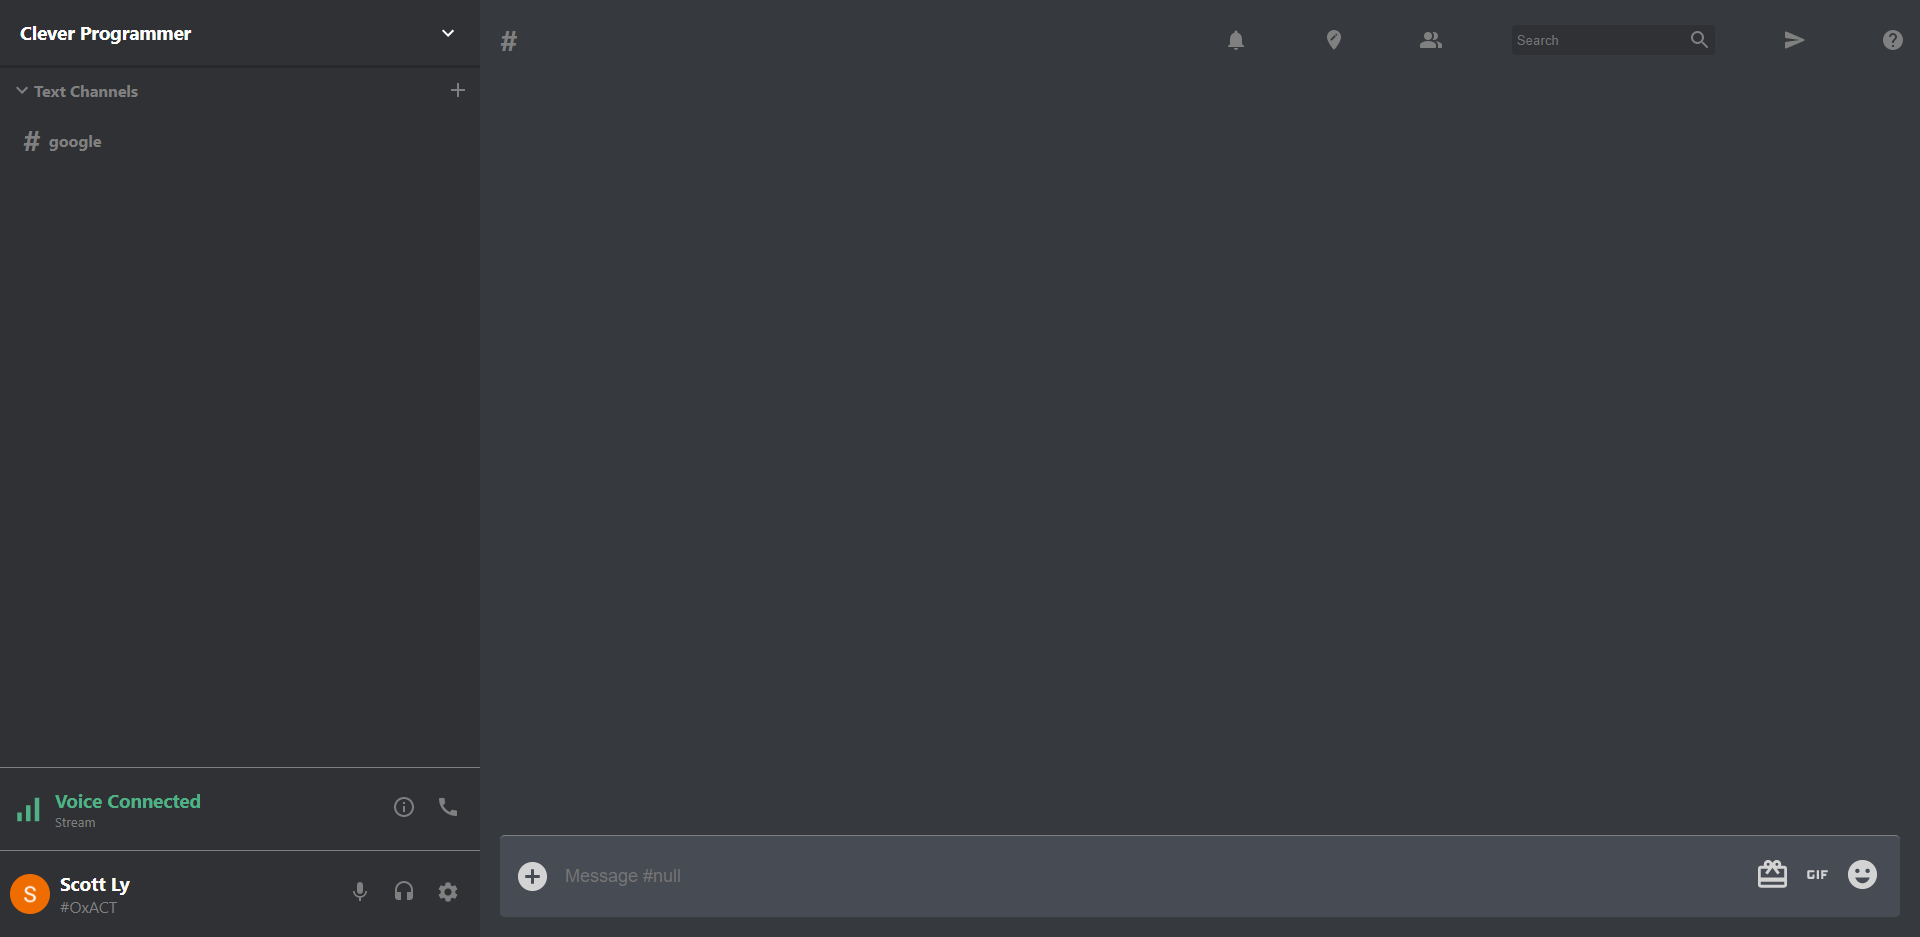 Clever Programmer
Text Channels
# google
Voice Connected
Stream
S
Scott Ly
#OxACT
#
Search
Message #null
GIF